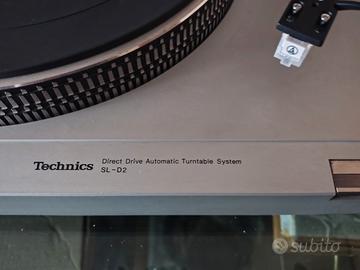 Technics Direct Drive Automatic Turntable System
SL-D2
subito